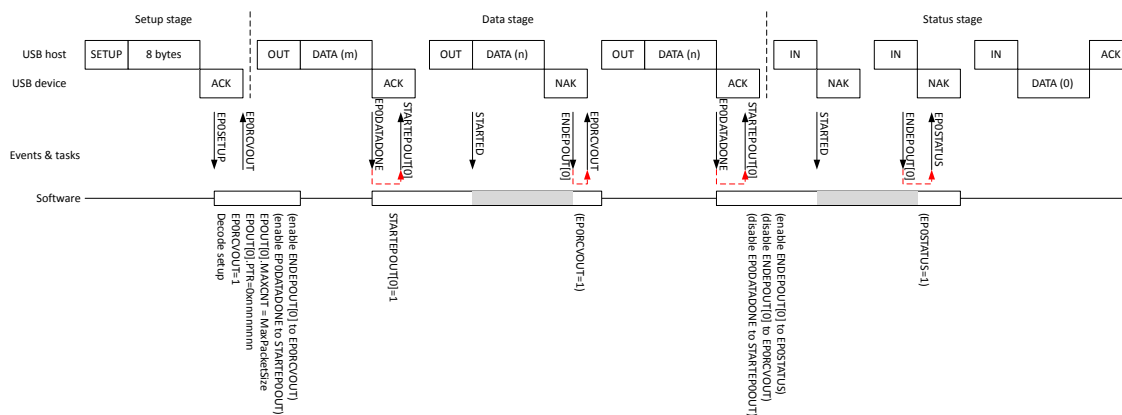 Setup stage
Data stage
Status stage
USB host
SETUP
8 bytes
OUT
DATA (m)
OUT
DATA (n)
OUT
DATA (n)
IN
IN
IN
ACK
USB device
ACK
ACK
NAK
ACK
NAK
NAK
DATA (0)
Events & tasks
EP0SETUP
EP0RCVOUT
EP0DATADONE
STARTEPOUT[0]
STARTED
ENDEPOUT[0]
EP0RCVOUT
EP0DATADONE
STARTEPOUT[0]
STARTED
ENDEPOUT[0]
EP0STATUS
Software
(enable ENDEPOUT[0] to EP0RCVOUT)
(enable EP0DATADONE to STARTEP0OUT)
EPOUT[0].MAXCNT = MaxPacketSize
EPOUT[0].PTR=0xnnnnnnnn
EP0RCVOUT=1
Decode setup
STARTEPOUT[0]=1
(EP0RCVOUT=1)
(enable ENDEPOUT[0] to EP0STATUS)
(disable ENDEPOUT[0] to EP0RCVOUT)
(disable EP0DATADONE to STARTEP0OUT)
(EP0STATUS=1)